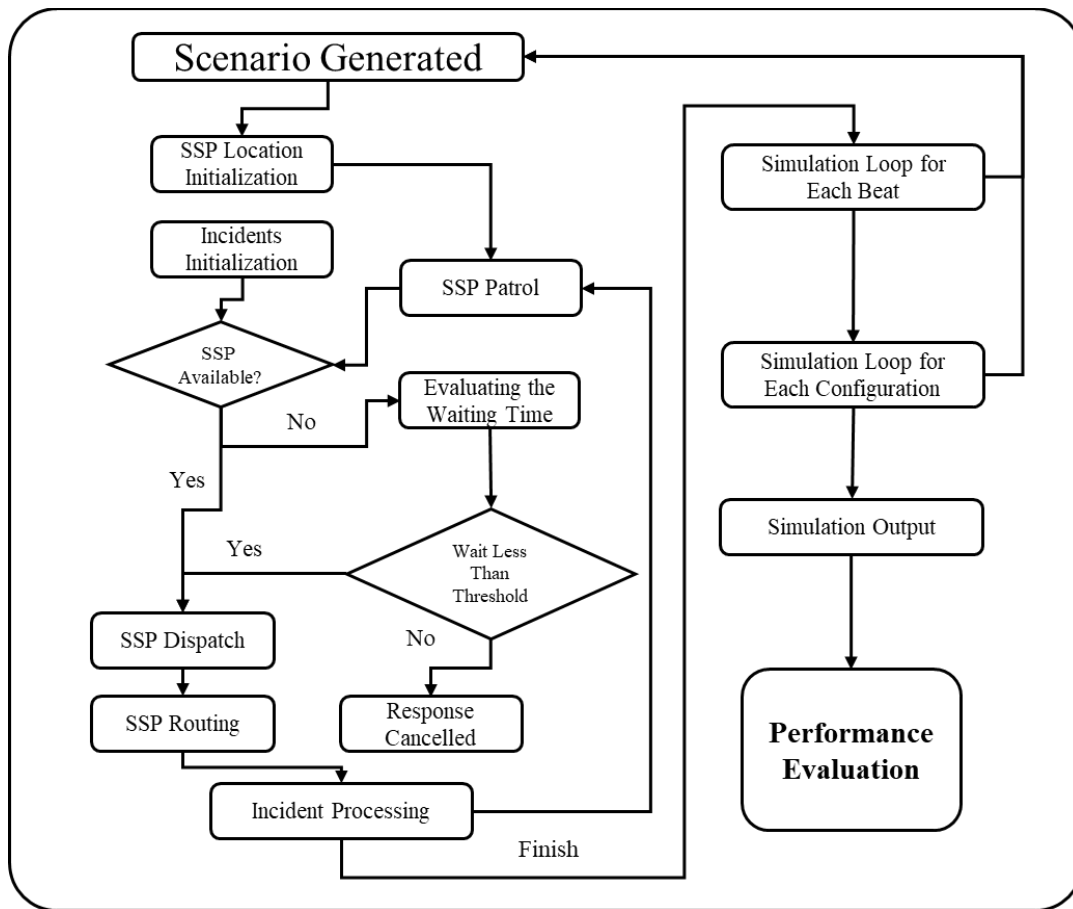 Scenario Generated
SSP Location
Initialization
Incidents
Initialization
SSP Patrol
SSP
Available?
No
Evaluating the
Waiting Time
Yes
Yes
Wait Less
Than
Threshold
No
SSP Dispatch
SSP Routing
Response
Cancelled
Incident Processing
Finish
Simulation Loop for
Each Beat
Simulation Loop for
Each Configuration
Simulation Output
Performance
Evaluation